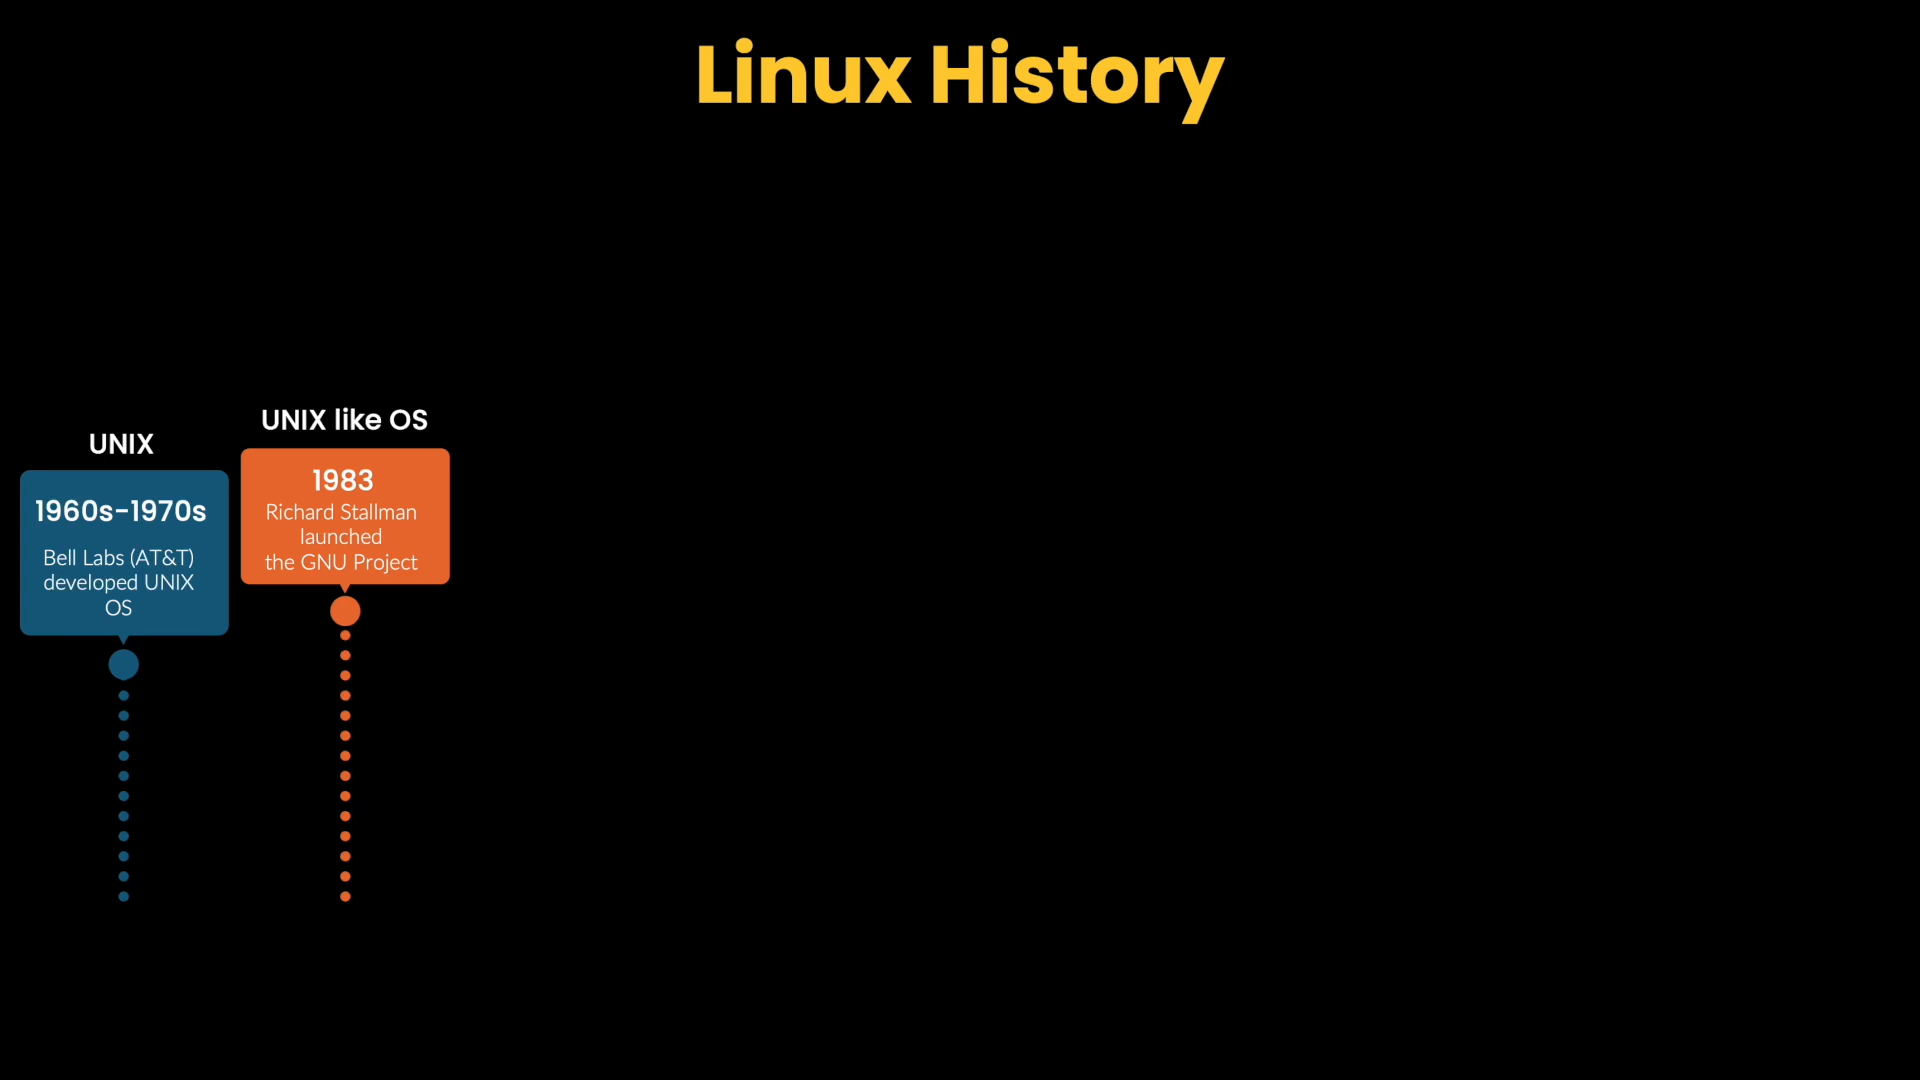 Linux History
UNIX
1960s-1970s
Bell Labs (AT&T)
developed UNIX
OS
UNIX like OS
1983
Richard Stallman
launched
the GNU Project